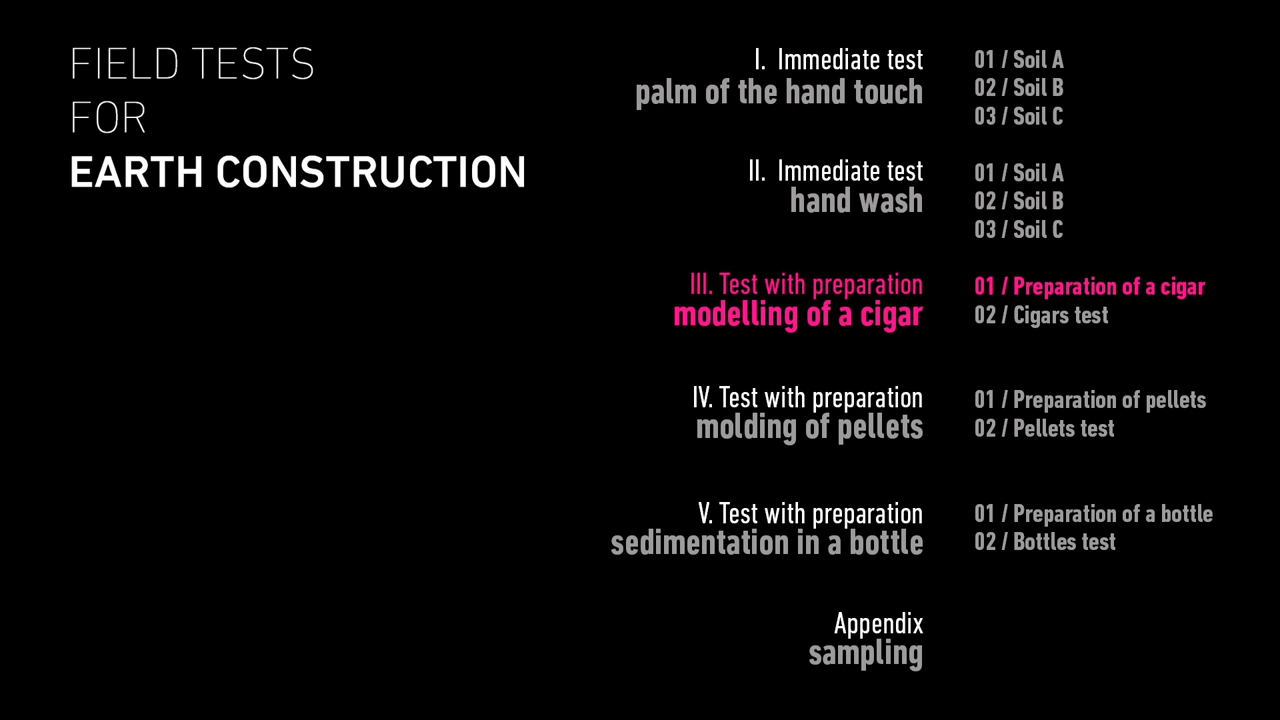 FIELD TESTS
FOR
EARTH CONSTRUCTION
I. Immediate test
palm of the hand touch
01 / Soil A
02 / Soil B
03 / Soil C
II. Immediate test
hand wash
01 / Soil A
02 / Soil B
03 / Soil C
III. Test with preparation
modelling of a cigar
01 / Preparation of a cigar
02 / Cigars test
IV. Test with preparation
molding of pellets
01 / Preparation of pellets
02 / Pellets test
V. Test with preparation
sedimentation in a bottle
01 / Preparation of a bottle
02 / Bottles test
Appendix
sampling